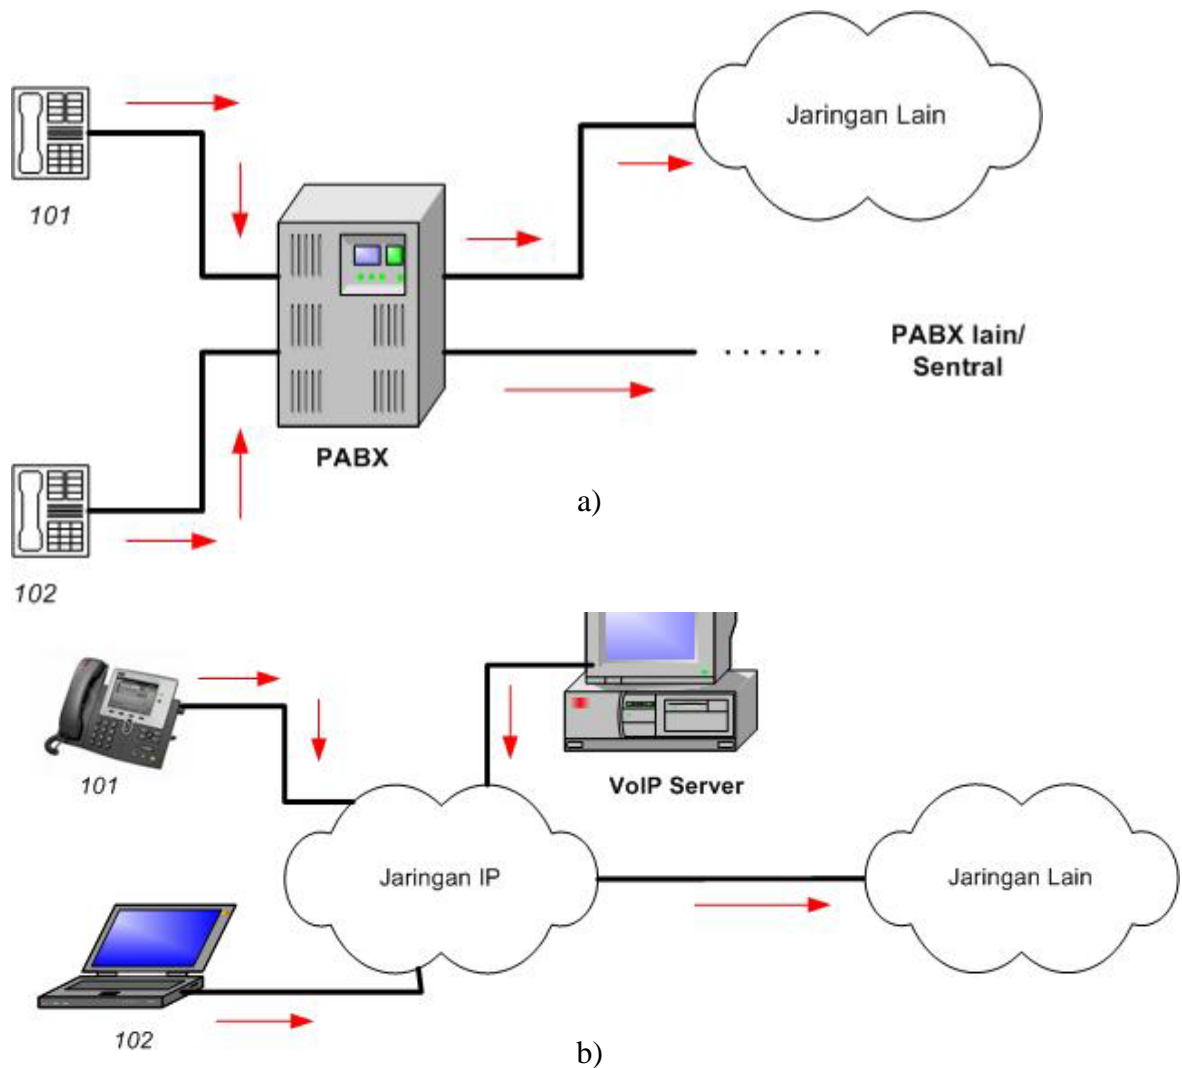 Jaringan Lain
101
PABX lain/
Sentral
PABX
a)
102
VoIP Server
101
Jaringan IP
Jaringan Lain
102
b)